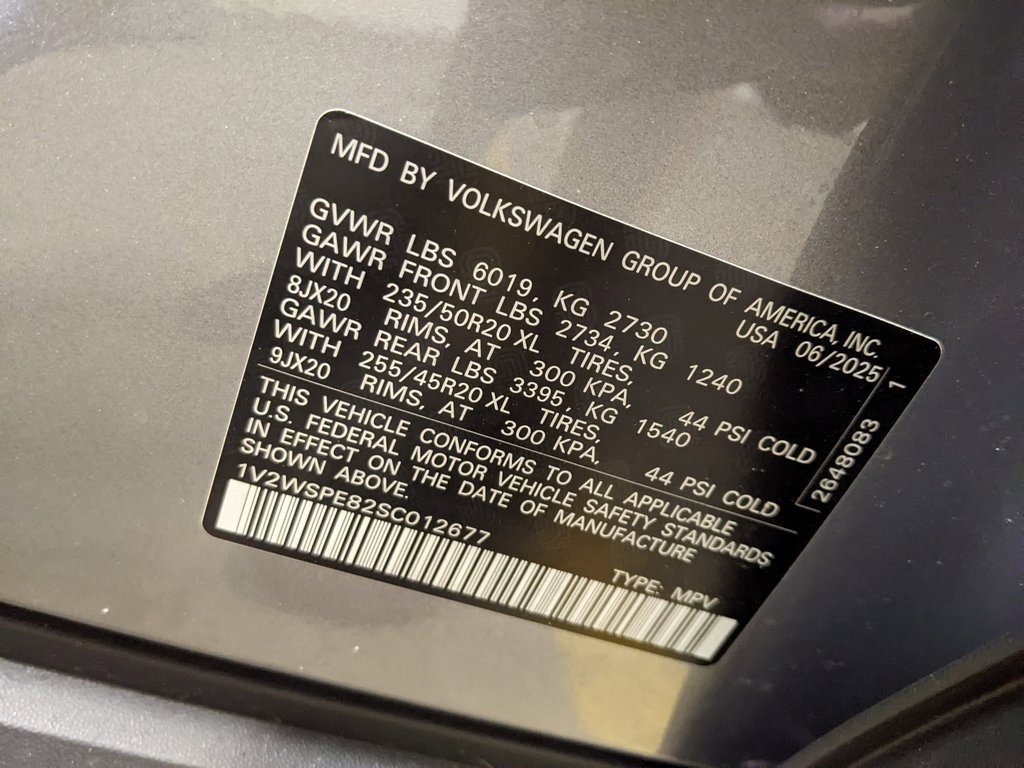 MFD BY VOLKSWAGEN GROUP OF AMERICA, INC.
USA 06/2025
GVWR LBS 6019, KG 2730
GAWR FRONT LBS 2734, KG 1240
WITH 235/50R20 XL TIRES,
8JX20 RIMS, AT 300 KPA, 44 PSI COLD
GAWR REAR LBS 3395, KG 1540
WITH 255/45R20 XL TIRES,
9JX20 RIMS, AT 300 KPA, 44 PSI COLD
THIS VEHICLE CONFORMS TO ALL APPLICABLE
U.S. FEDERAL MOTOR VEHICLE SAFETY STANDARDS
IN EFFECT ON THE DATE OF MANUFACTURE
SHOWN ABOVE.
1V2WSPE82SC012677
TYPE: MPV
2648083 1